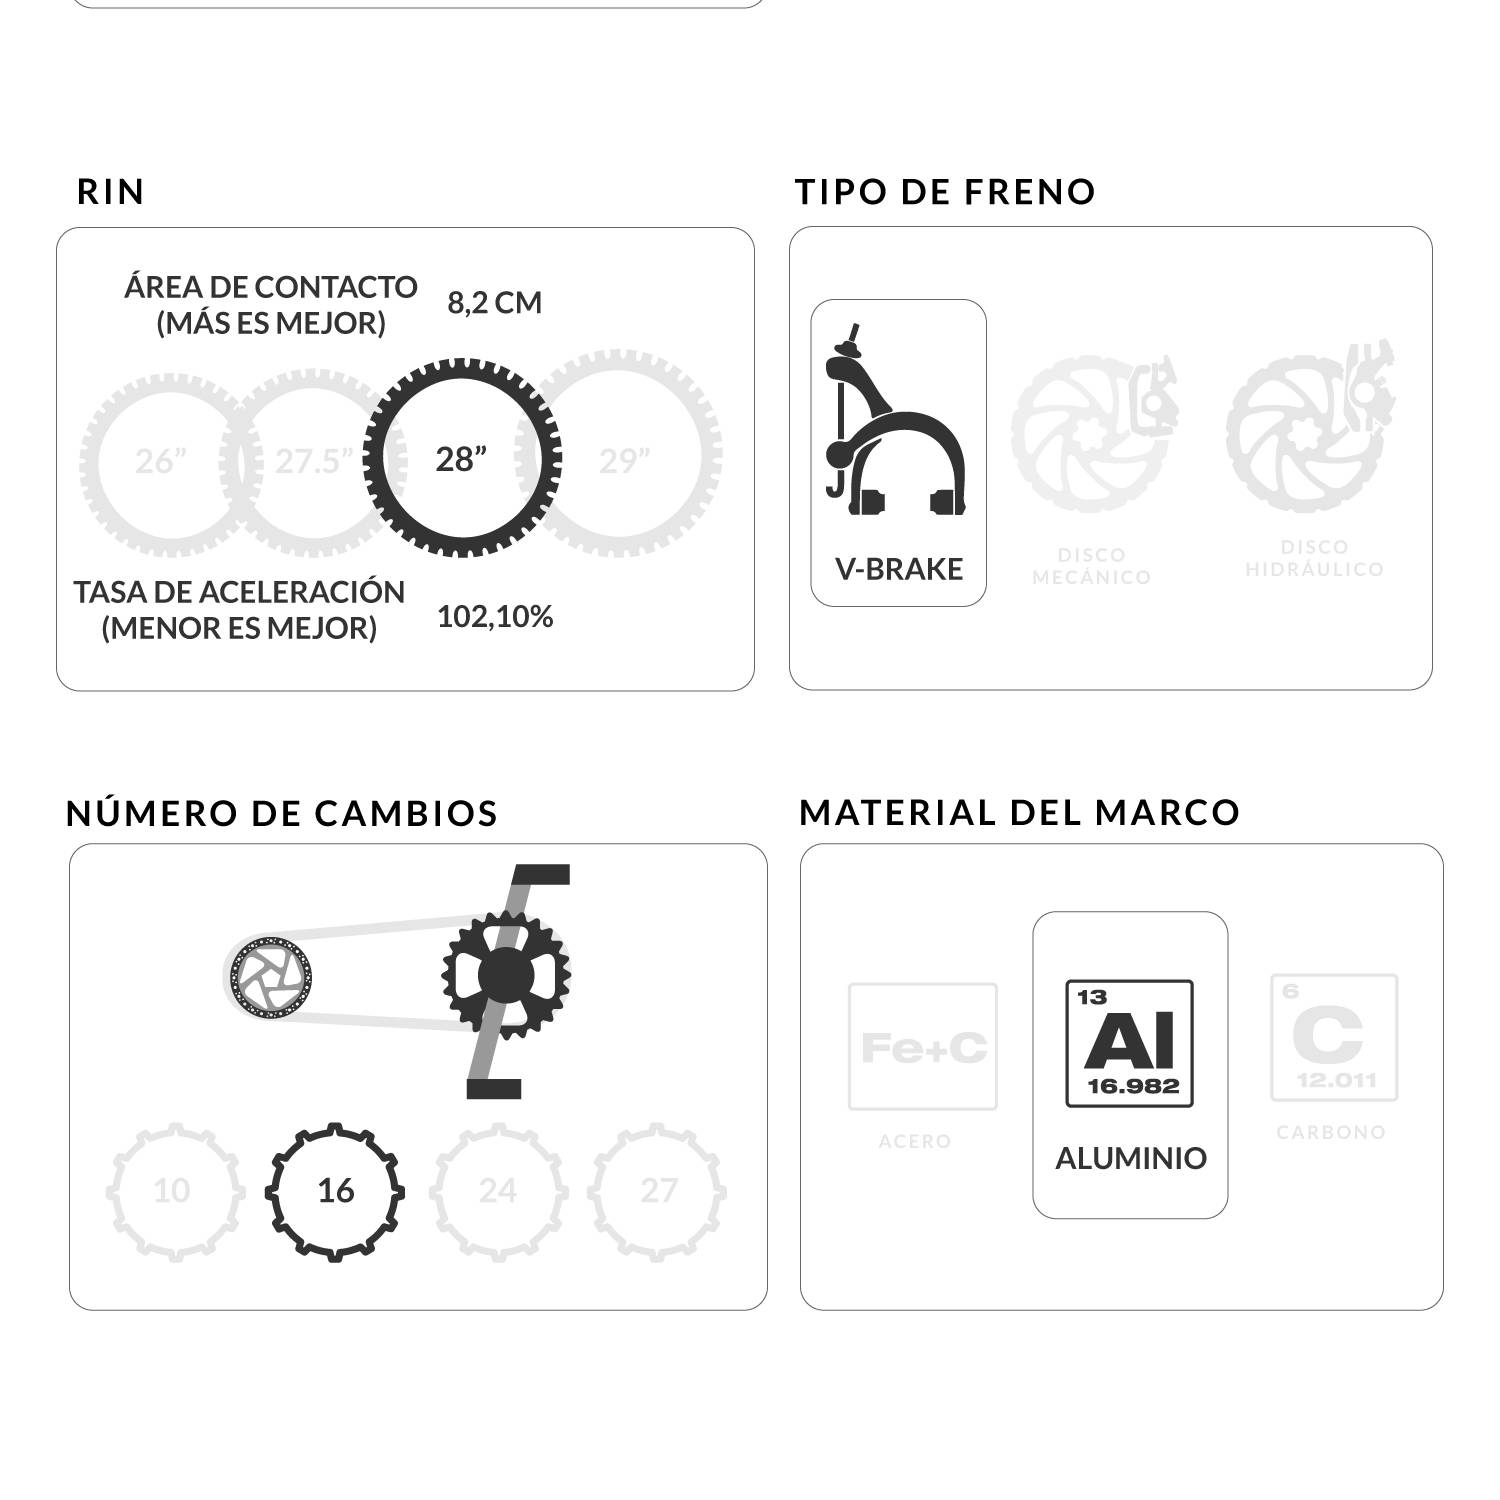 RIN
ÁREA DE CONTACTO
(MÁS ES MEJOR)
8,2 CM
26”
27.5”
28”
29”
TASA DE ACELERACIÓN
(MENOR ES MEJOR)
102,10%
TIPO DE FRENO
V-BRAKE
DISCO
MECÁNICO
DISCO
HIDRÁULICO
NÚMERO DE CAMBIOS
10
16
24
27
MATERIAL DEL MARCO
Fe+C
ACERO
13
Al
16.982
ALUMINIO
6
C
12.011
CARBONO